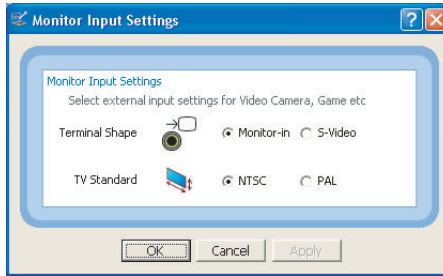 Monitor Input Settings
Monitor Input Settings
Select external input settings for Video Camera, Game etc
Terminal Shape Monitor-in S-Video
TV Standard NTSC PAL
OK Cancel Apply